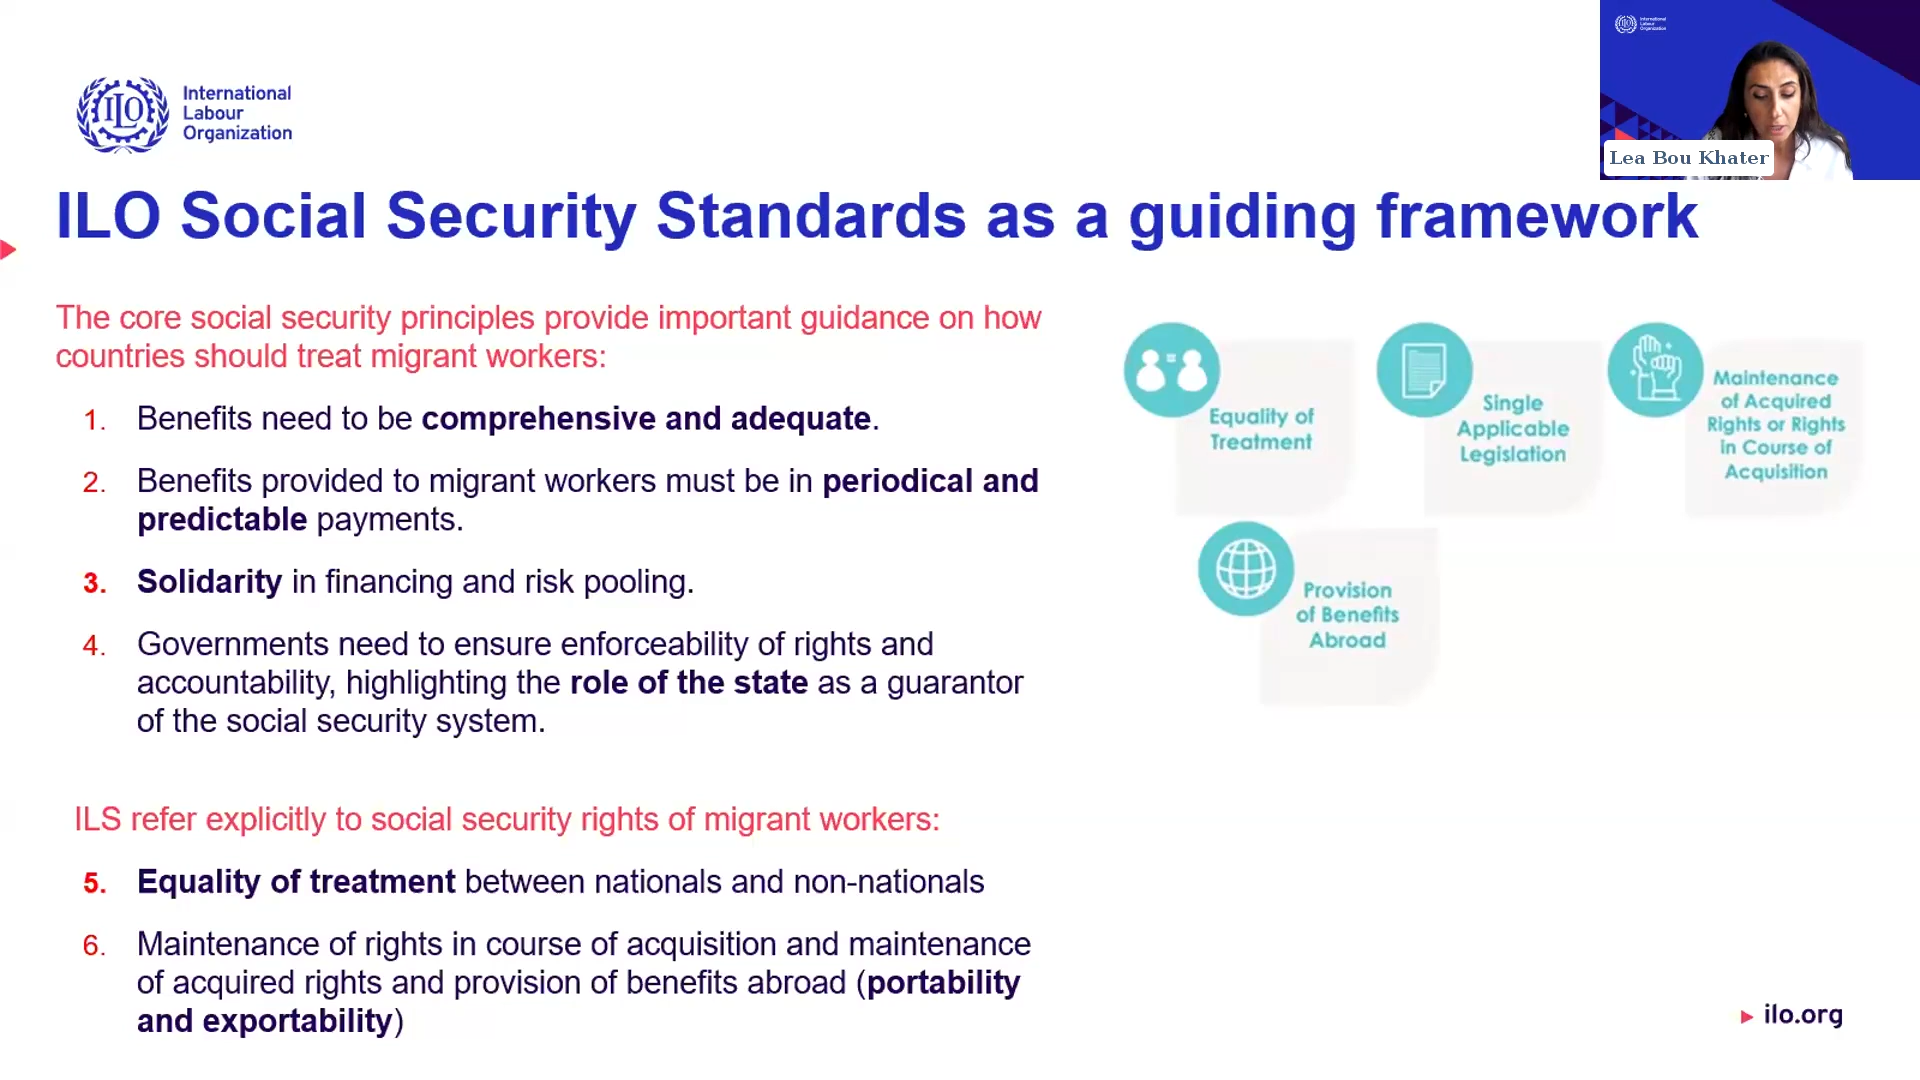 International
Labour
Organization
International
Labour
Organization
Lea Bou Khater
ILO Social Security Standards as a guiding framework
The core social security principles provide important guidance on how
countries should treat migrant workers:
1. Benefits need to be comprehensive and adequate.
2. Benefits provided to migrant workers must be in periodical and
predictable payments.
3. Solidarity in financing and risk pooling.
4. Governments need to ensure enforceability of rights and
accountability, highlighting the role of the state as a guarantor
of the social security system.
ILS refer explicitly to social security rights of migrant workers:
5. Equality of treatment between nationals and non-nationals
6. Maintenance of rights in course of acquisition and maintenance
of acquired rights and provision of benefits abroad (portability
and exportability)
Equality of
Treatment
Single
Applicable
Legislation
Maintenance
of Acquired
Rights or Rights
in Course of
Acquisition
Provision
of Benefits
Abroad
ilo.org